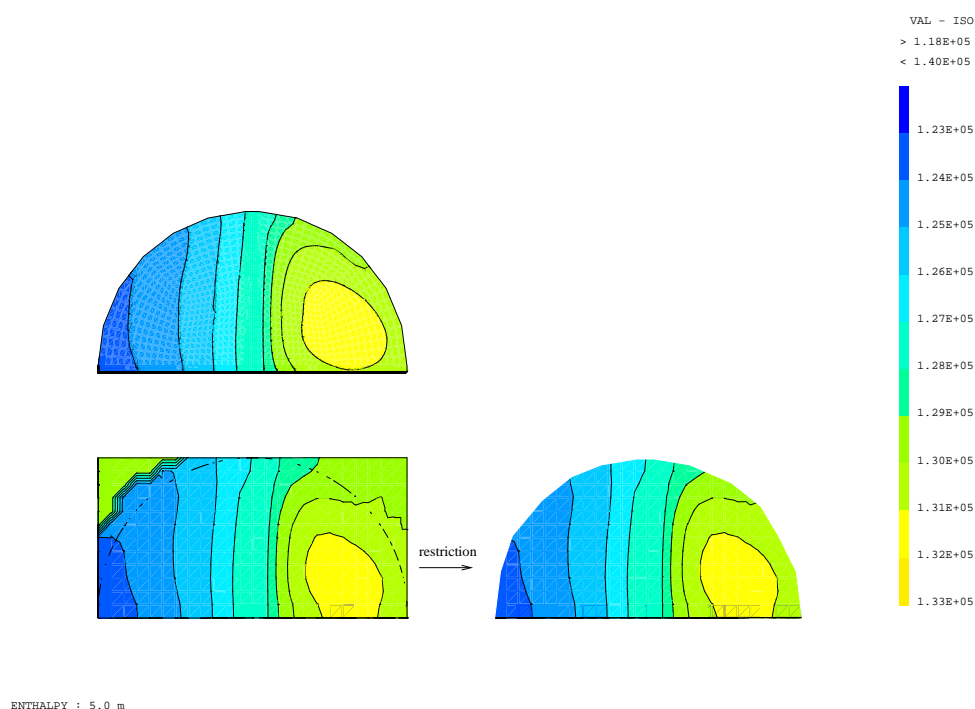 VAL - ISO
> 1.18E+05
< 1.40E+05
1.23E+05
1.24E+05
1.25E+05
1.26E+05
1.27E+05
1.28E+05
1.29E+05
1.30E+05
1.31E+05
1.32E+05
1.33E+05
restriction
ENTHALPY : 5.0 m